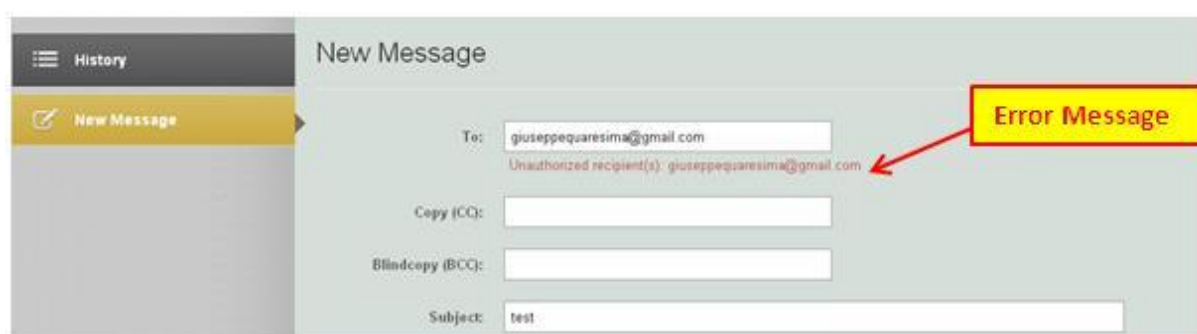 History
New Message
New Message
To:
giuseppequaresima@gmail.com
Unauthorized recipient(s): giuseppequaresima@gmail.com
Error Message
Copy (CC):
Blindcopy (BCC):
Subject:
test